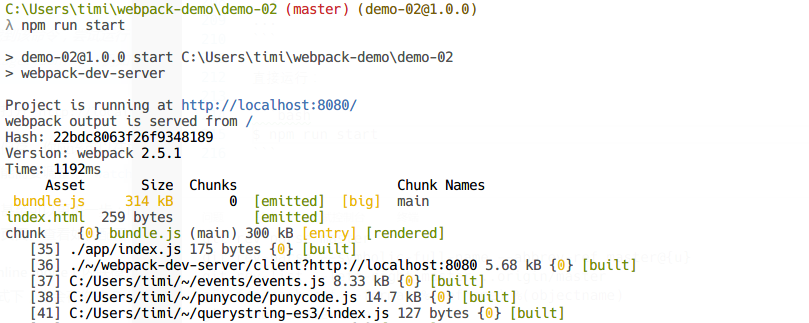 C:\Users\timi\webpack-demo\demo-02 (master) (demo-02@1.0.0)
λ npm run start
> demo-02@1.0.0 start C:\Users\timi\webpack-demo\demo-02
> webpack-dev-server
Project is running at http://localhost:8080/
webpack output is served from /
Hash: 22bdc8063f26f9348189
Version: webpack 2.5.1
Time: 1192ms
Asset Size Chunks Chunk Names
bundle.js 314 kB 0 [emitted] [big] main
index.html 259 bytes [emitted]
chunk {0} bundle.js (main) 300 kB [entry] [rendered]
[35] ./app/index.js 175 bytes {0} [built]
[36] ./~/webpack-dev-server/client?http://localhost:8080 5.68 kB {0} [built]
[37] C:/Users/timi/~/events/events.js 8.33 kB {0} [built]
[38] C:/Users/timi/~/punycode/punycode.js 14.7 kB {0} [built]
[41] C:/Users/timi/~/querystring-es3/index.js 127 bytes {0} [built]